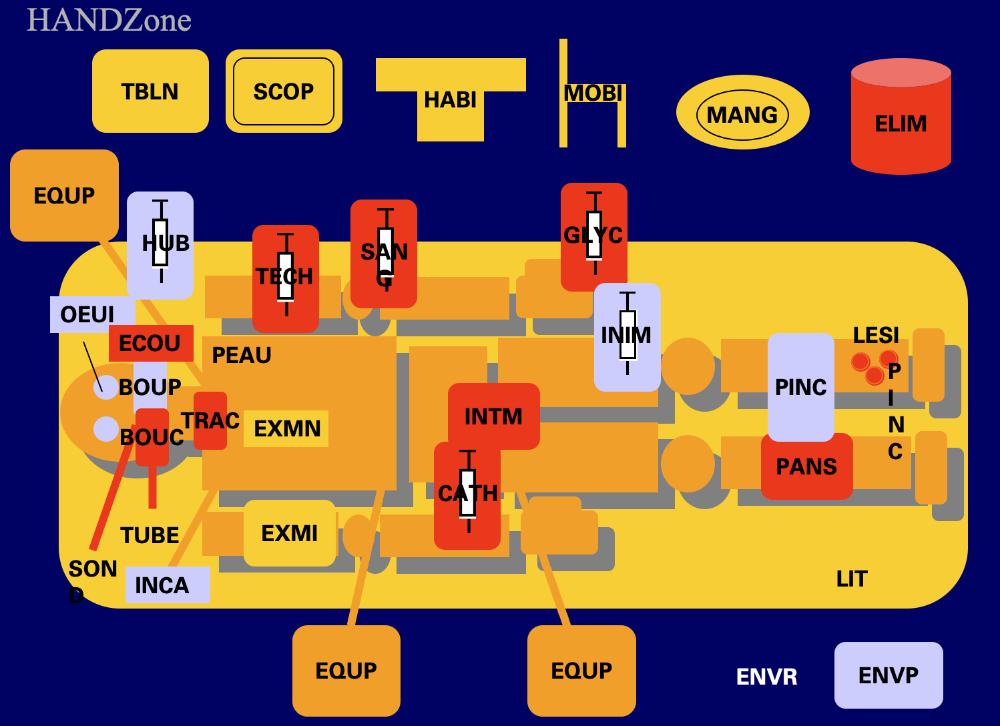 HANDZone
TBLN
SCOP
HABI
MOBI
MANG
ELIM
EQUP
HUB
TECH
SAN
G
GLYC
OEUI
ECOU
PEAU
INIM
LESI
BOUP
PINC
P
I
N
C
TRAC
EXMN
INTM
BOUC
PANS
CATH
TUBE
EXMI
SON
D
INCA
LIT
EQUP
EQUP
ENVR
ENVP